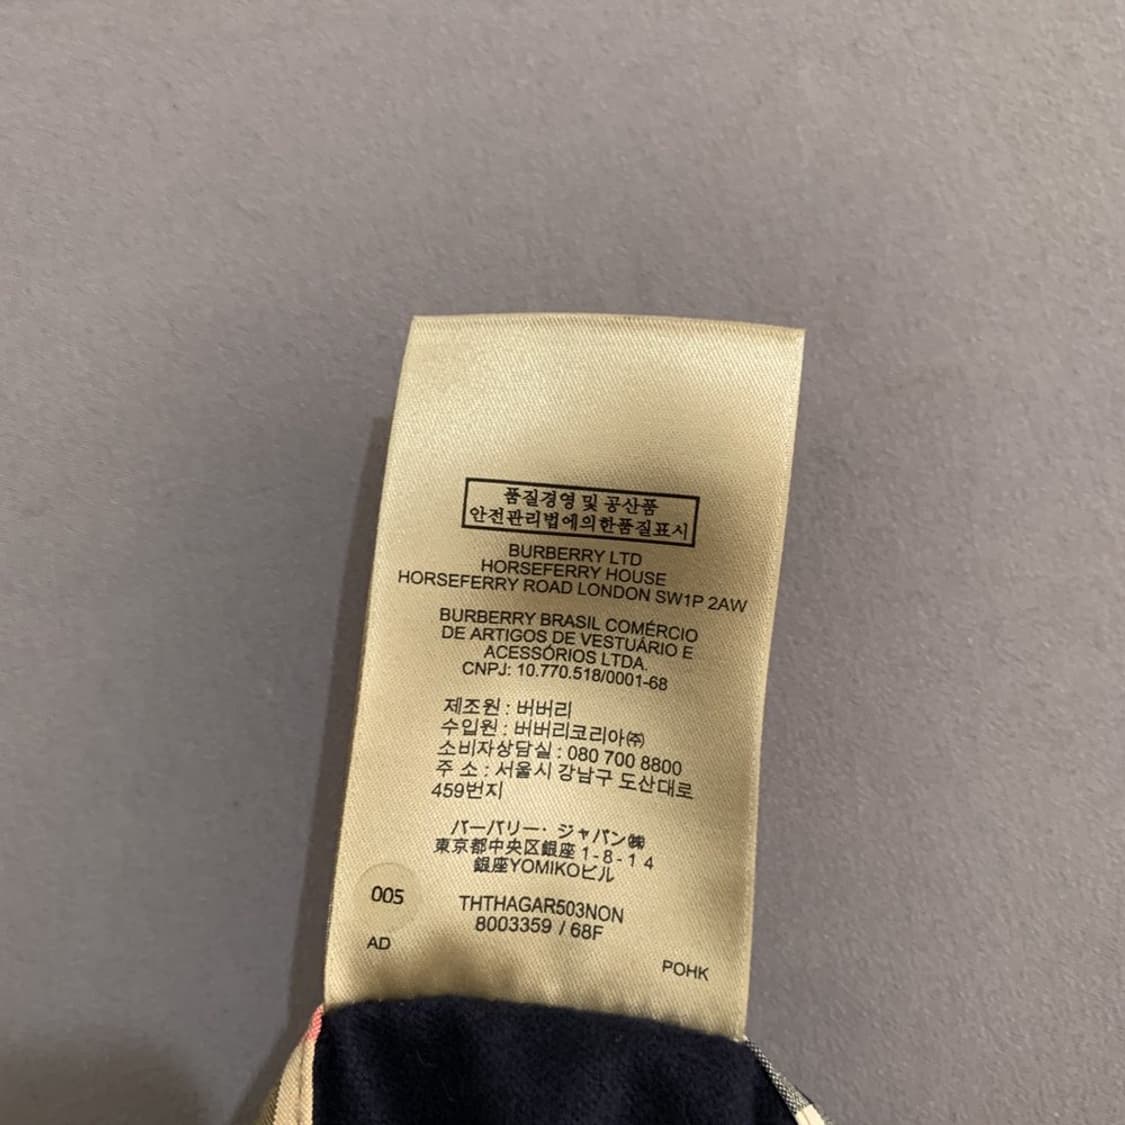 품질경영 및 공산품
안전관리법에의한품질표시
BURBERRY LTD
HORSEFERRY HOUSE
HORSEFERRY ROAD LONDON SW1P 2AW
BURBERRY BRASIL COMÉRCIO
DE ARTIGOS DE VESTUÁRIO E
ACESSÓRIOS LTDA.
CNPJ: 10.770.518/0001-68
제조원 : 버버리
수입원 : 버버리코리아㈜
소비자상담실 : 080 700 8800
주 소 : 서울시 강남구 도산대로
459번지
バーバリー・ジャパン㈱
東京都中央区銀座 1-8-14
銀座YOMIKOビル
005
THTHAGAR503NON
8003359 / 68F
AD
POHK